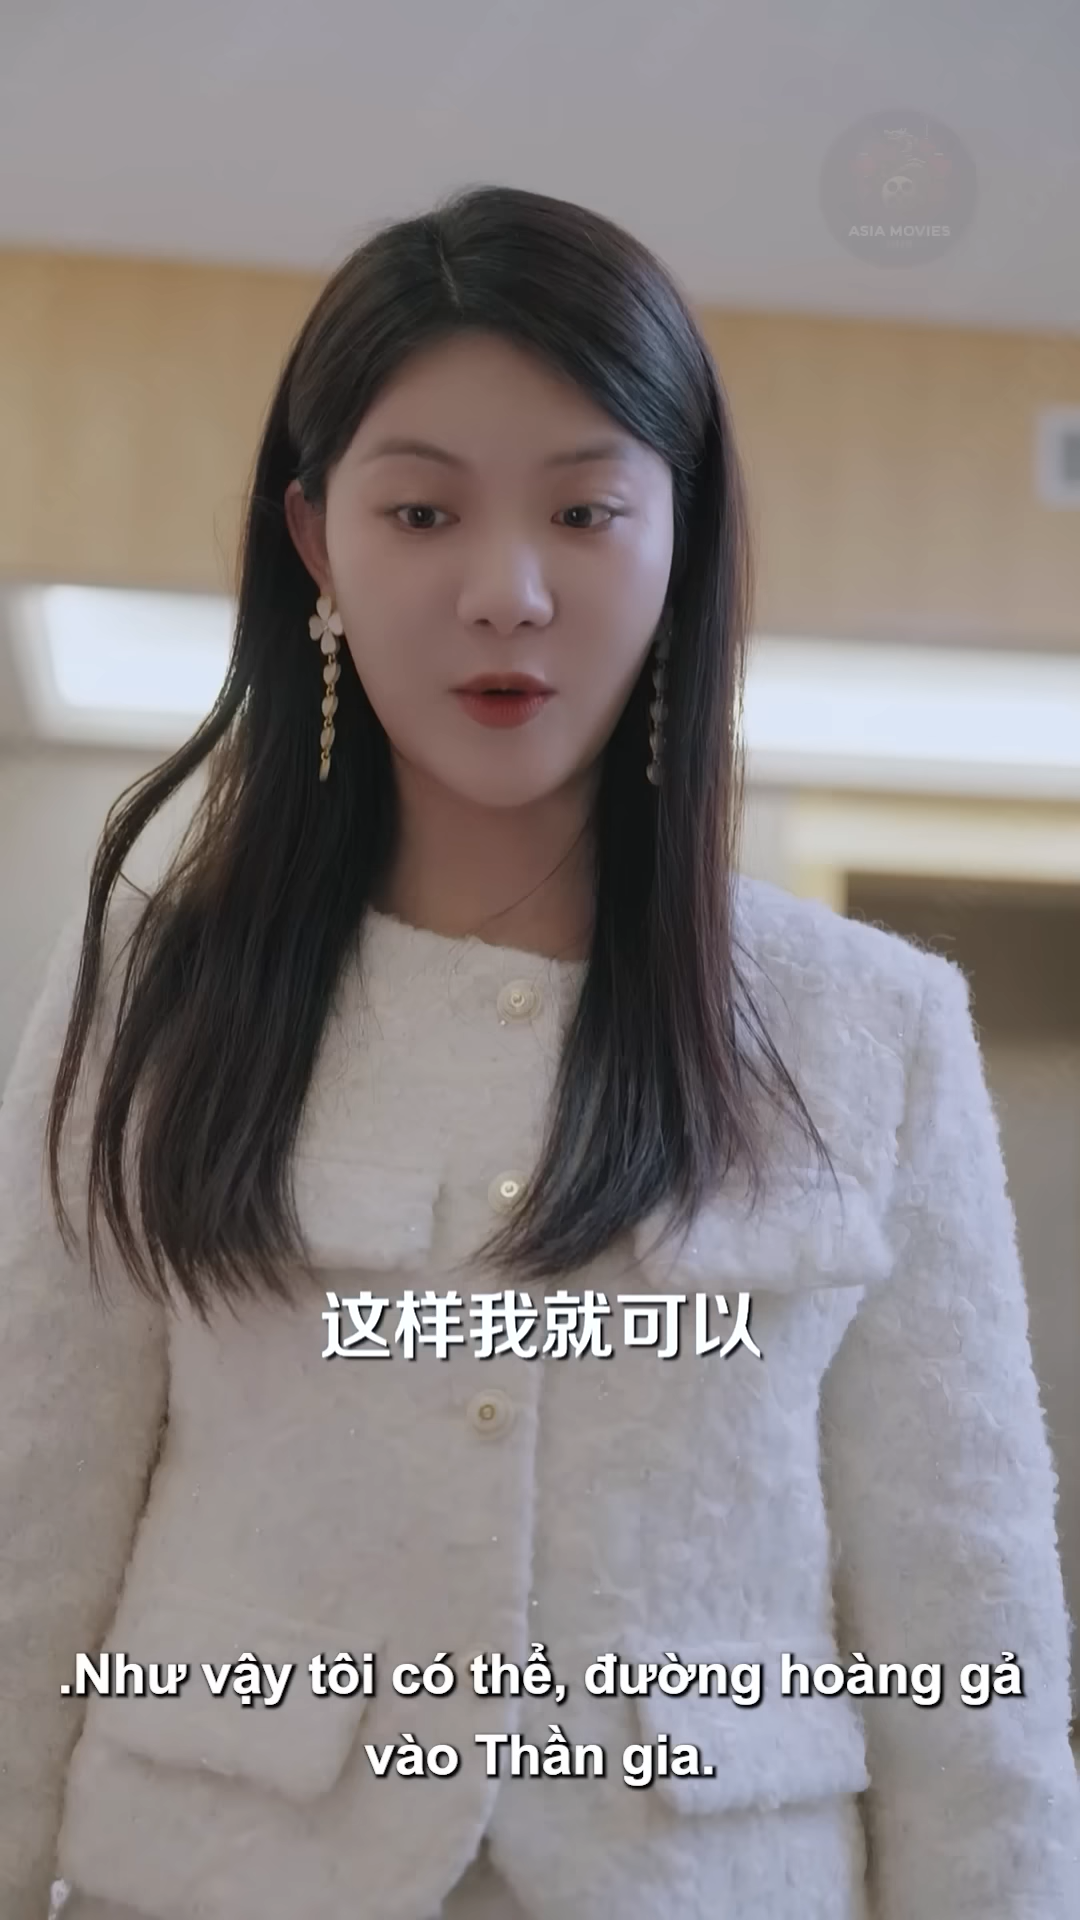 ASIA MOVIES
这样我就可以
.Như vậy tôi có thể, đường hoàng gả
vào Thần gia.